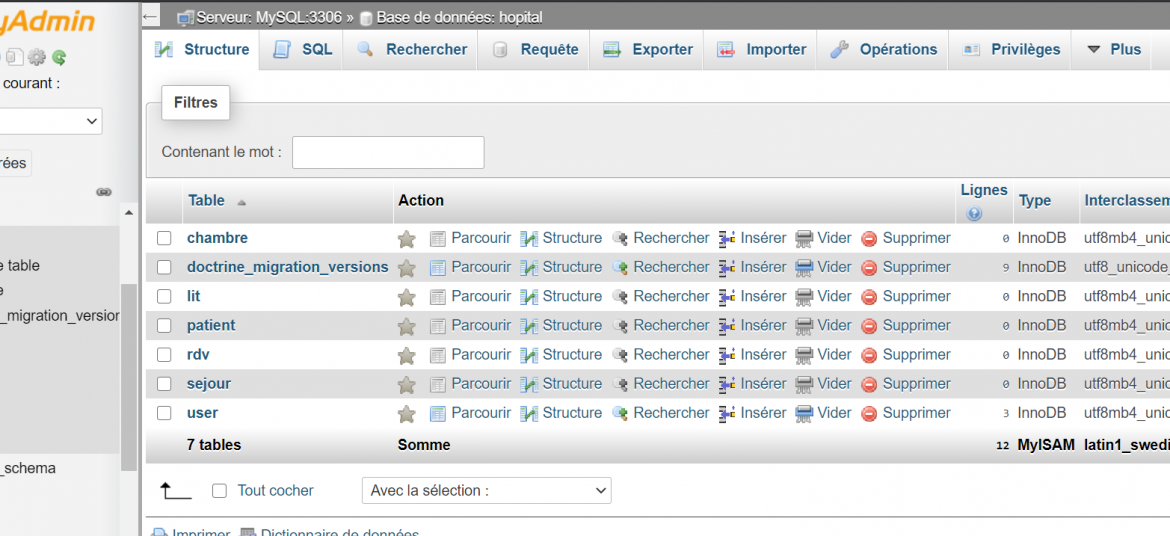 yAdmin
Serveur: MySQL:3306 » Base de données: hopital
Structure SQL Rechercher Requête Exporter Importer Opérations Privilèges Plus
courant :
Filtres
Contenant le mot :
rées
Table Action Lignes Type Interclassem
chambre Parcourir Structure Rechercher Insérer Vider Supprimer 0 InnoDB utf8mb4_unic
e table
doctrine_migration_versions Parcourir Structure Rechercher Insérer Vider Supprimer 9 InnoDB utf8_unicode_
e
lit Parcourir Structure Rechercher Insérer Vider Supprimer 0 InnoDB utf8mb4_unic
_migration_version
patient Parcourir Structure Rechercher Insérer Vider Supprimer 0 InnoDB utf8mb4_unic
rdv Parcourir Structure Rechercher Insérer Vider Supprimer 0 InnoDB utf8mb4_unic
sejour Parcourir Structure Rechercher Insérer Vider Supprimer 0 InnoDB utf8mb4_unic
user Parcourir Structure Rechercher Insérer Vider Supprimer 3 InnoDB utf8mb4_unic
7 tables Somme 12 MyISAM latin1_swedi
_schema
Tout cocher Avec la sélection :
Imprimer Dictionnaire de données